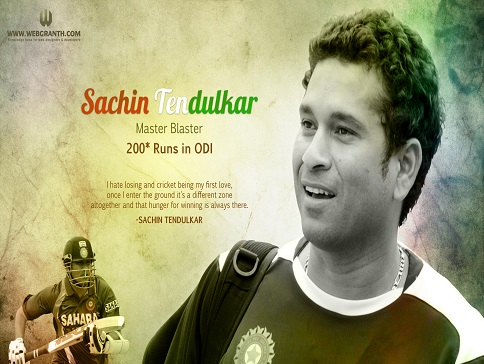 WWW.WEBGRANTH.COM
Sachin Tendulkar
Master Blaster
200* Runs in ODI
I hate losing and cricket being my first love,
once I enter the ground it's a different zone
altogether and that hunger for winning is always there.
-SACHIN TENDULKAR
SAHARA